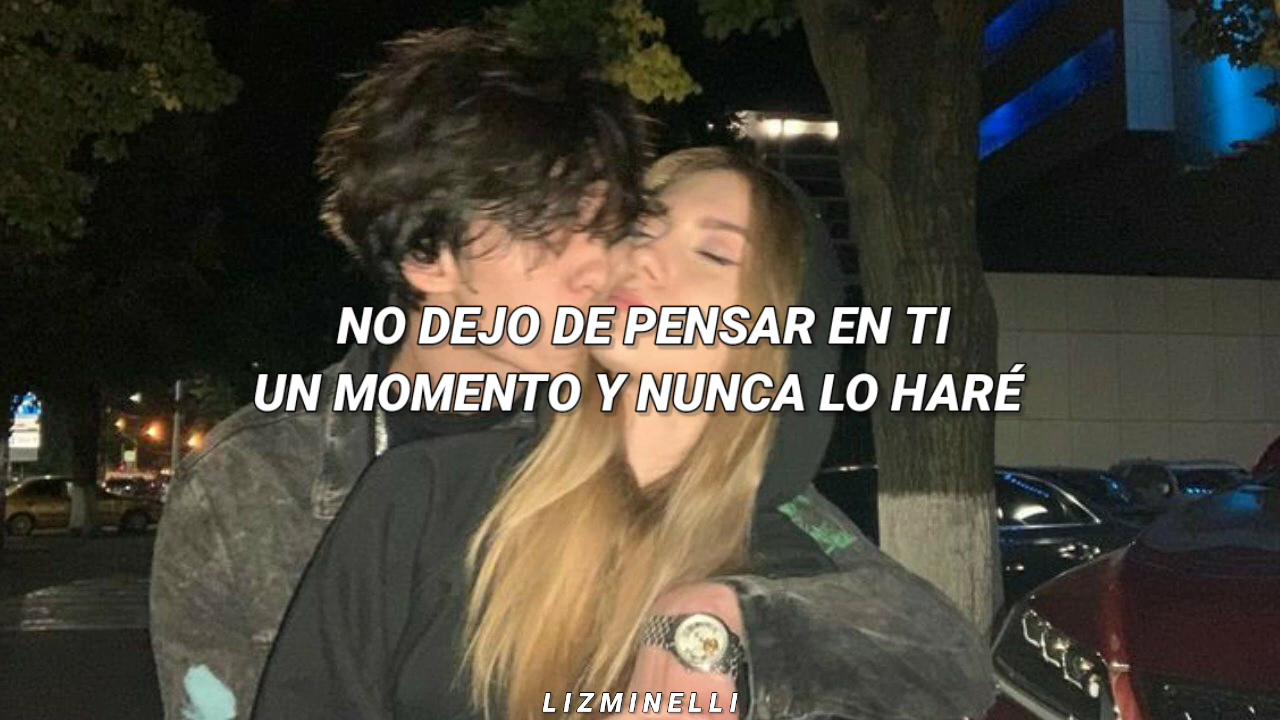 NO DEJO DE PENSAR EN TI
UN MOMENTO Y NUNCA LO HARÉ
LIZMINELLI